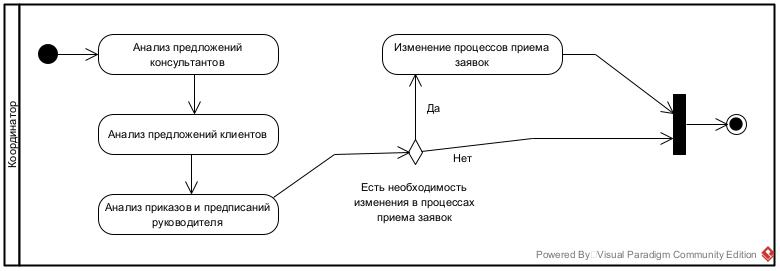 Координатор
Анализ предложений
консультантов
Анализ предложений клиентов
Анализ приказов и предписаний
руководителя
Изменение процессов приема
заявок
Да
Нет
Есть необходимость
изменения в процессах
приема заявок
Powered By Visual Paradigm Community Edition